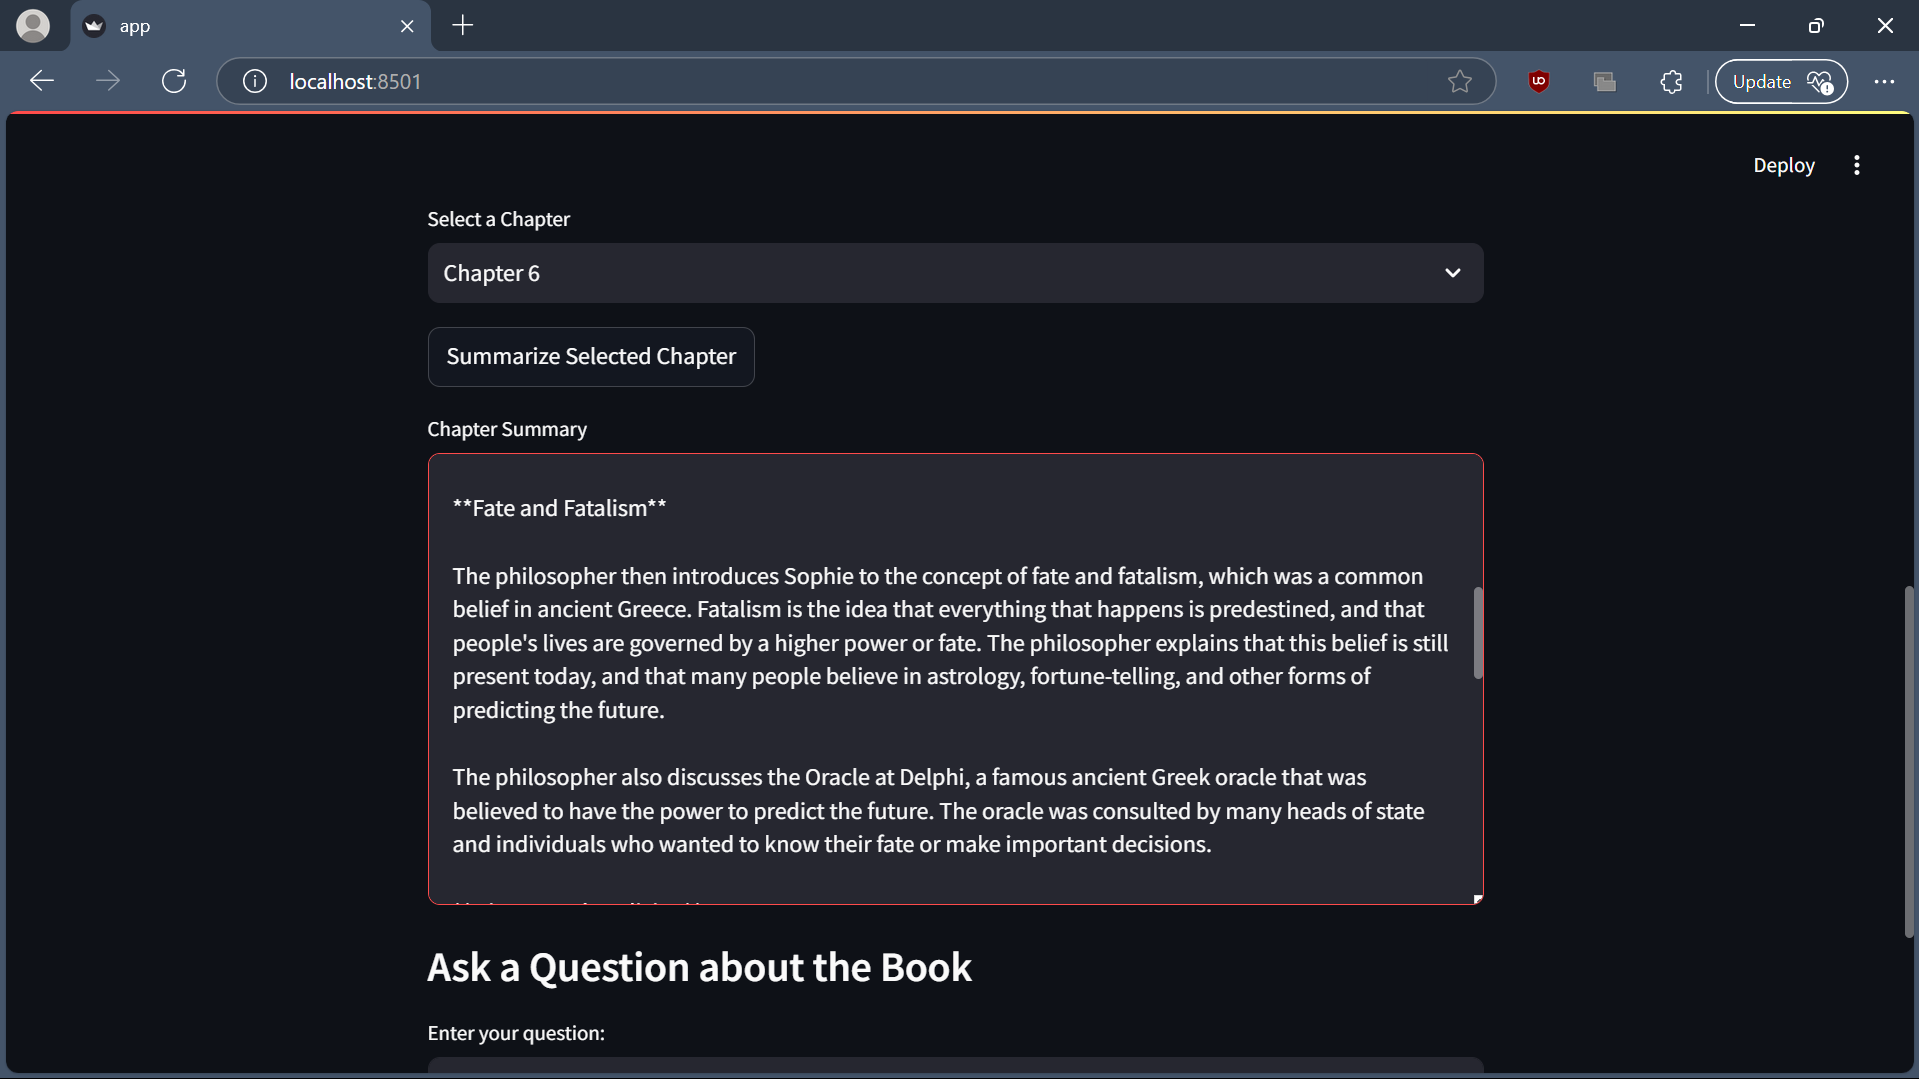 app
localhost:8501
Update
Deploy
Select a Chapter
Chapter 6
Summarize Selected Chapter
Chapter Summary
**Fate and Fatalism**
The philosopher then introduces Sophie to the concept of fate and fatalism, which was a common
belief in ancient Greece. Fatalism is the idea that everything that happens is predestined, and that
people's lives are governed by a higher power or fate. The philosopher explains that this belief is still
present today, and that many people believe in astrology, fortune-telling, and other forms of
predicting the future.
The philosopher also discusses the Oracle at Delphi, a famous ancient Greek oracle that was
believed to have the power to predict the future. The oracle was consulted by many heads of state
and individuals who wanted to know their fate or make important decisions.
Ask a Question about the Book
Enter your question: